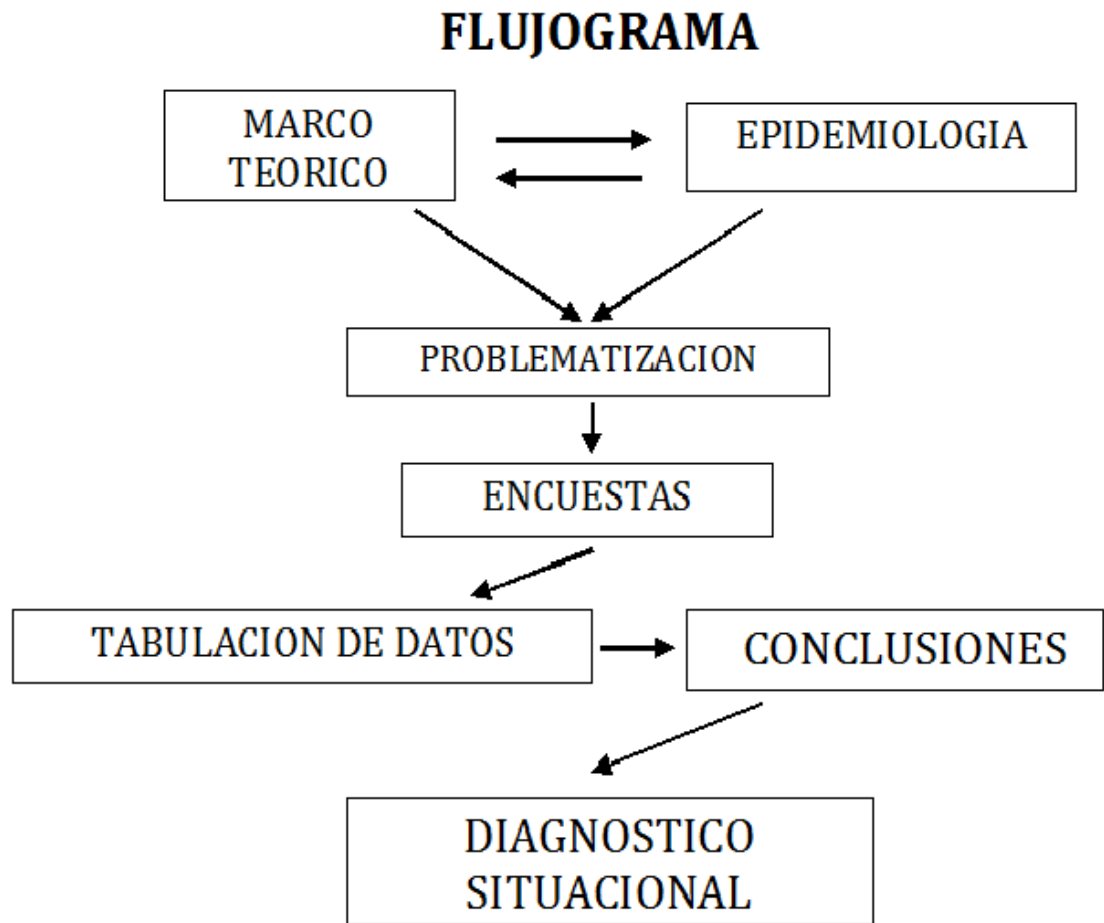 FLUJOGRAMA
MARCO
TEORICO
EPIDEMIOLOGIA
PROBLEMATIZACION
ENCUESTAS
TABULACION DE DATOS
CONCLUSIONES
DIAGNOSTICO
SITUACIONAL